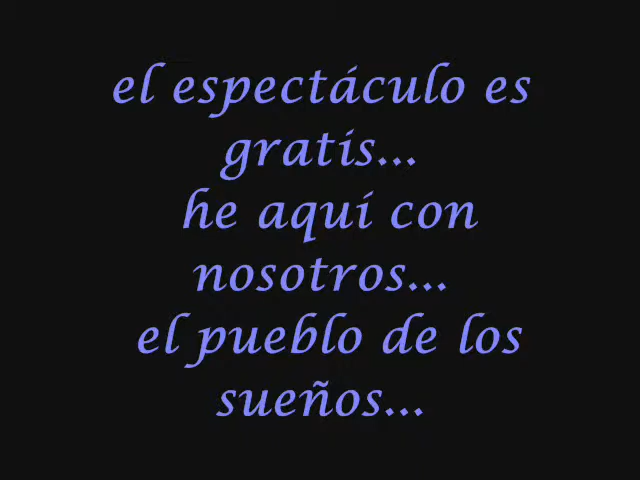 el espectáculo es
gratis...
he aquí con
nosotros...
el pueblo de los
sueños...